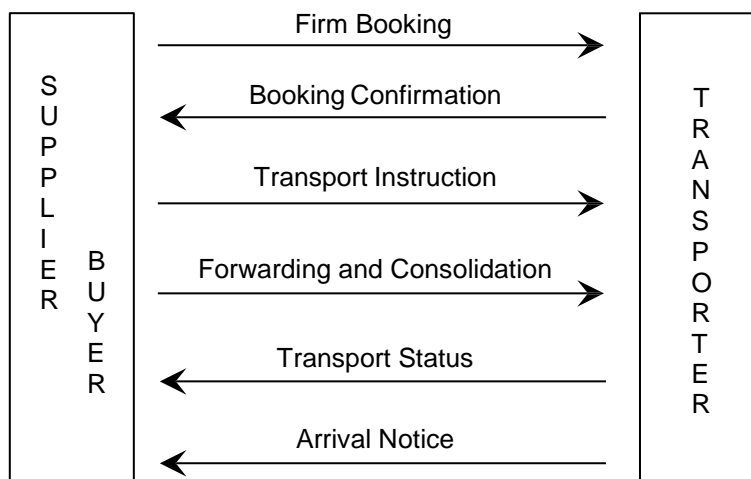 SUPPLIER
BUYER
Firm Booking
Booking Confirmation
Transport Instruction
Forwarding and Consolidation
Transport Status
Arrival Notice
TRANSPORTER